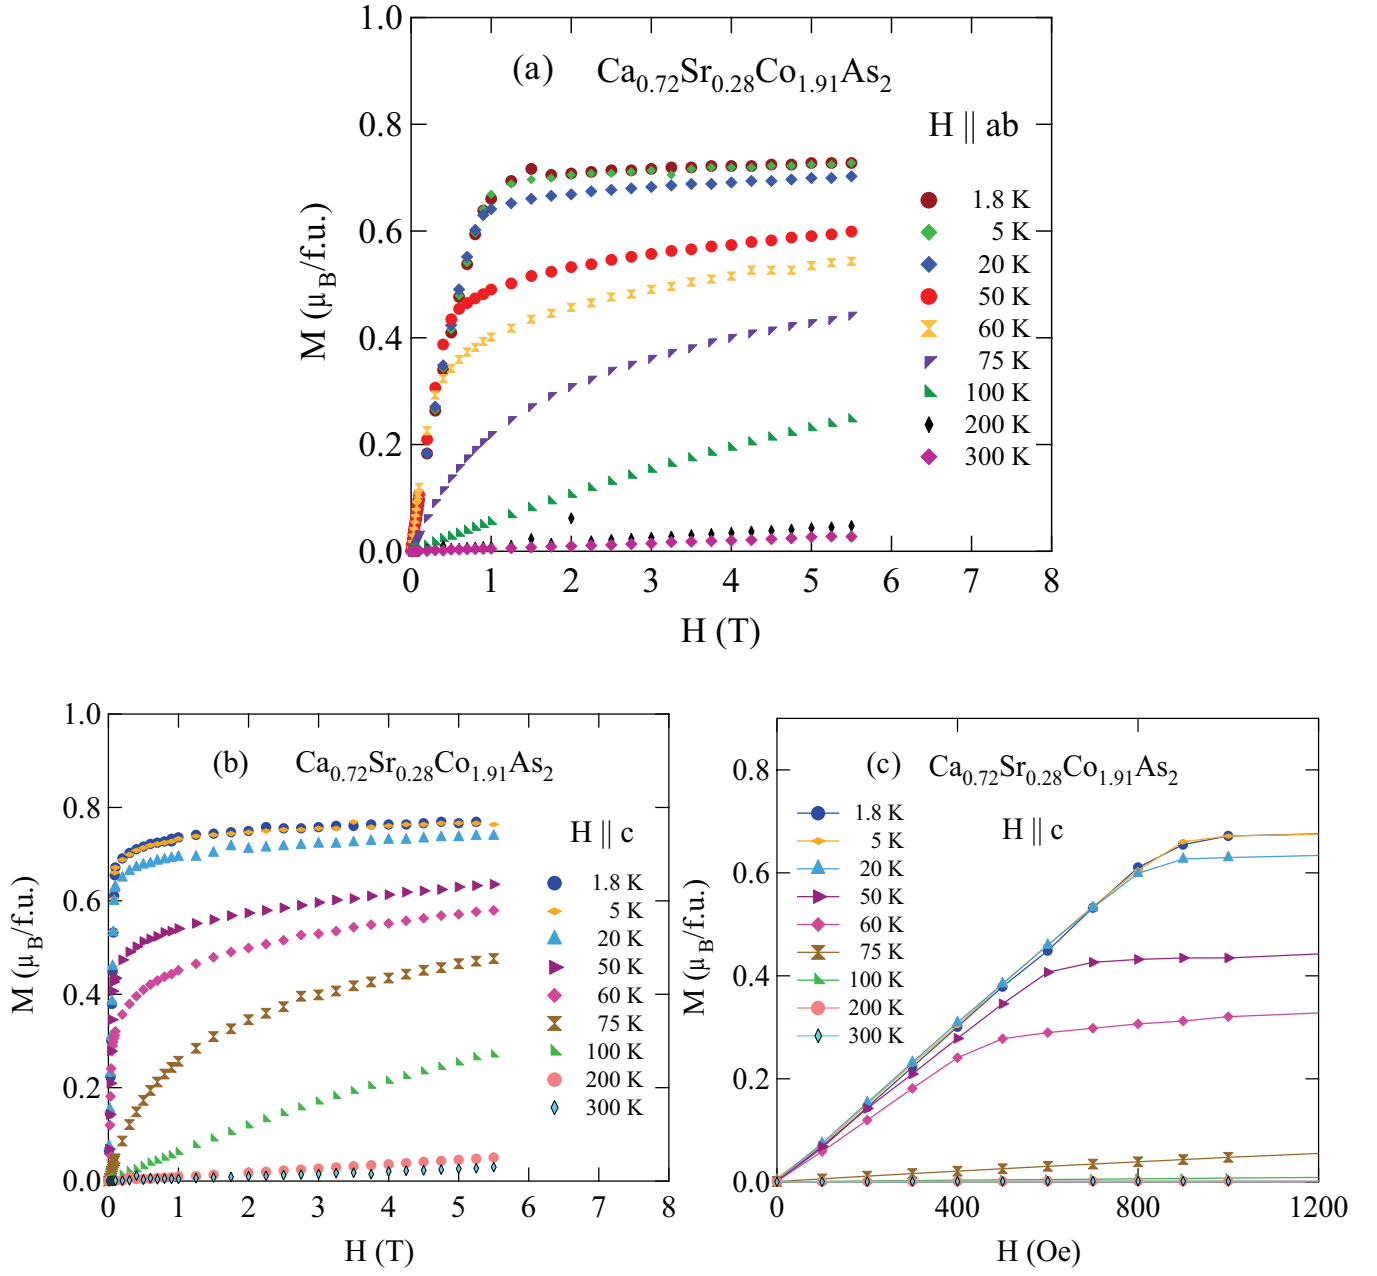 1.0
(a) Ca0.72Sr0.28Co1.91As2
0.8
H || ab
M (μB/f.u.)
0.6
0.4
0.2
0.0
1.8 K
5 K
20 K
50 K
60 K
75 K
100 K
200 K
300 K
0 1 2 3 4 5 6 7 8
H (T)
1.0
(b) Ca0.72Sr0.28Co1.91As2
0.8
H || c
M (μB/f.u.)
0.6
0.4
0.2
0.0
1.8 K
5 K
20 K
50 K
60 K
75 K
100 K
200 K
300 K
0 1 2 3 4 5 6 7 8
H (T)
(c) Ca0.72Sr0.28Co1.91As2
0.8
H || c
M (μB/f.u.)
0.6
0.4
0.2
0.0
1.8 K
5 K
20 K
50 K
60 K
75 K
100 K
200 K
300 K
0 400 800 1200
H (Oe)